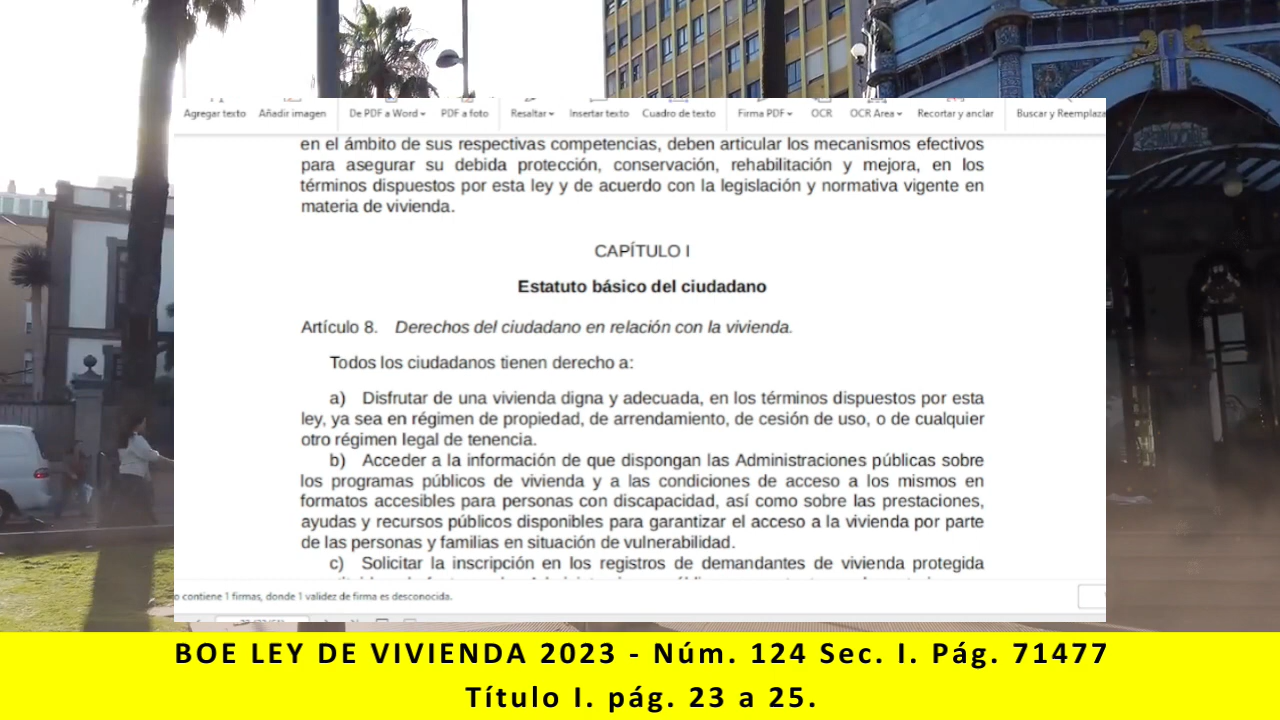 Agregar texto Añadir imagen De PDF a Word PDF a foto Resaltar Insertar texto Cuadro de texto Firma PDF OCR OCR Area Recortar y anclar Buscar y Reemplaza
en el ámbito de sus respectivas competencias, deben articular los mecanismos efectivos
para asegurar su debida protección, conservación, rehabilitación y mejora, en los
términos dispuestos por esta ley y de acuerdo con la legislación y normativa vigente en
materia de vivienda.
CAPÍTULO I
Estatuto básico del ciudadano
Artículo 8. Derechos del ciudadano en relación con la vivienda.
Todos los ciudadanos tienen derecho a:
a) Disfrutar de una vivienda digna y adecuada, en los términos dispuestos por esta
ley, ya sea en régimen de propiedad, de arrendamiento, de cesión de uso, o de cualquier
otro régimen legal de tenencia.
b) Acceder a la información de que dispongan las Administraciones públicas sobre
los programas públicos de vivienda y a las condiciones de acceso a los mismos en
formatos accesibles para personas con discapacidad, así como sobre las prestaciones,
ayudas y recursos públicos disponibles para garantizar el acceso a la vivienda por parte
de las personas y familias en situación de vulnerabilidad.
c) Solicitar la inscripción en los registros de demandantes de vivienda protegida
o contiene 1 firmas, donde 1 validez de firma es desconocida.
BOE LEY DE VIVIENDA 2023 - Núm. 124 Sec. I. Pág. 71477
Título I. pág. 23 a 25.